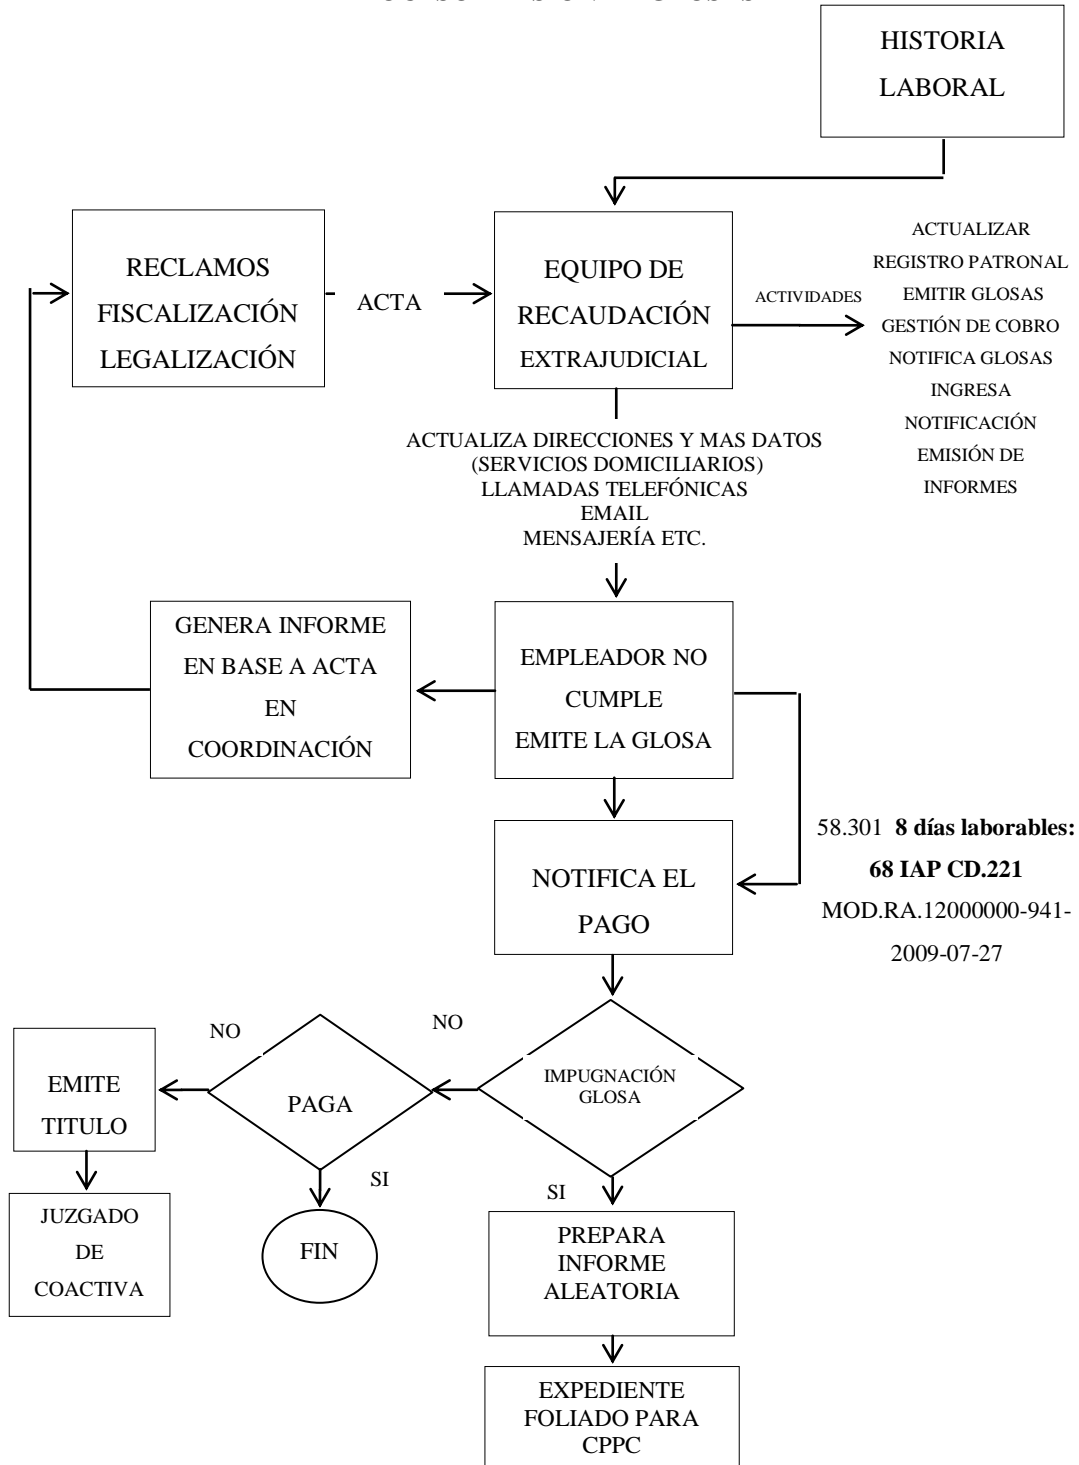 HISTORIA
LABORAL
RECLAMOS
FISCALIZACIÓN
LEGALIZACIÓN
ACTA
EQUIPO DE
RECAUDACIÓN
EXTRAJUDICIAL
ACTIVIDADES
ACTUALIZAR
REGISTRO PATRONAL
EMITIR GLOSAS
GESTIÓN DE COBRO
NOTIFICA GLOSAS
INGRESA
NOTIFICACIÓN
EMISIÓN DE
INFORMES
ACTUALIZA DIRECCIONES Y MAS DATOS
(SERVICIOS DOMICILIARIOS)
LLAMADAS TELEFÓNICAS
EMAIL
MENSAJERÍA ETC.
GENERA INFORME
EN BASE A ACTA
EN
COORDINACIÓN
EMPLEADOR NO
CUMPLE
EMITE LA GLOSA
58.301 8 días laborables:
68 IAP CD.221
MOD.RA.12000000-941-
2009-07-27
NOTIFICA EL
PAGO
IMPUGNACIÓN
GLOSA
NO
PAGA
NO
EMITE
TITULO
JUZGADO
DE
COACTIVA
SI
FIN
SI
PREPARA
INFORME
ALEATORIA
EXPEDIENTE
FOLIADO PARA
CPPC